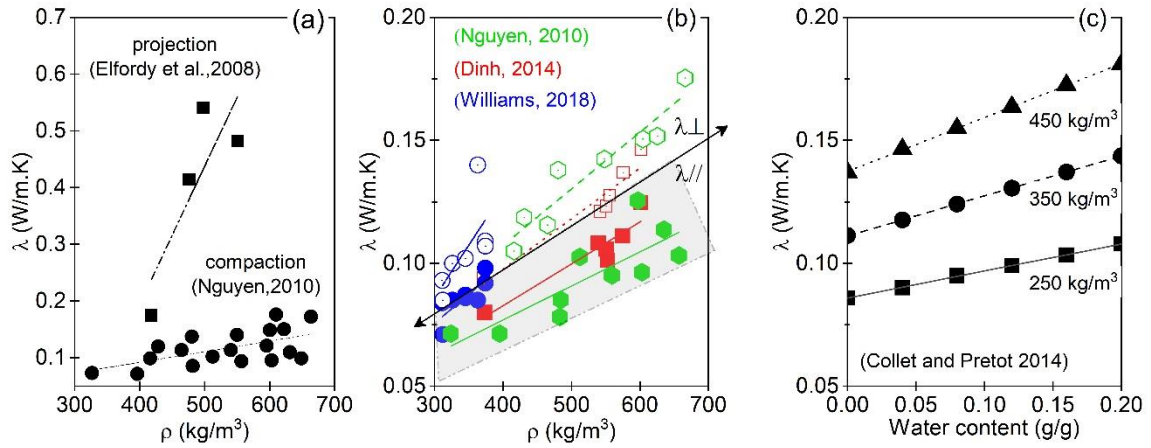 (a)
0.7
0.6
0.5
0.4
0.3
0.2
0.1
λ (W/m.K)
projection
(Elfordy et al.,2008)
compaction
(Nguyen,2010)
300 400 500 600 700
ρ (kg/m³)
(b)
0.20
0.15
0.10
0.05
λ (W/m.K)
(Nguyen, 2010)
(Dinh, 2014)
(Williams, 2018)
λ⊥
λ//
300 400 500 600 700
ρ (kg/m³)
(c)
0.20
0.15
0.10
0.05
λ (W/m.K)
450 kg/m³
350 kg/m³
250 kg/m³
(Collet and Pretot 2014)
0.00 0.05 0.10 0.15 0.20
Water content (g/g)